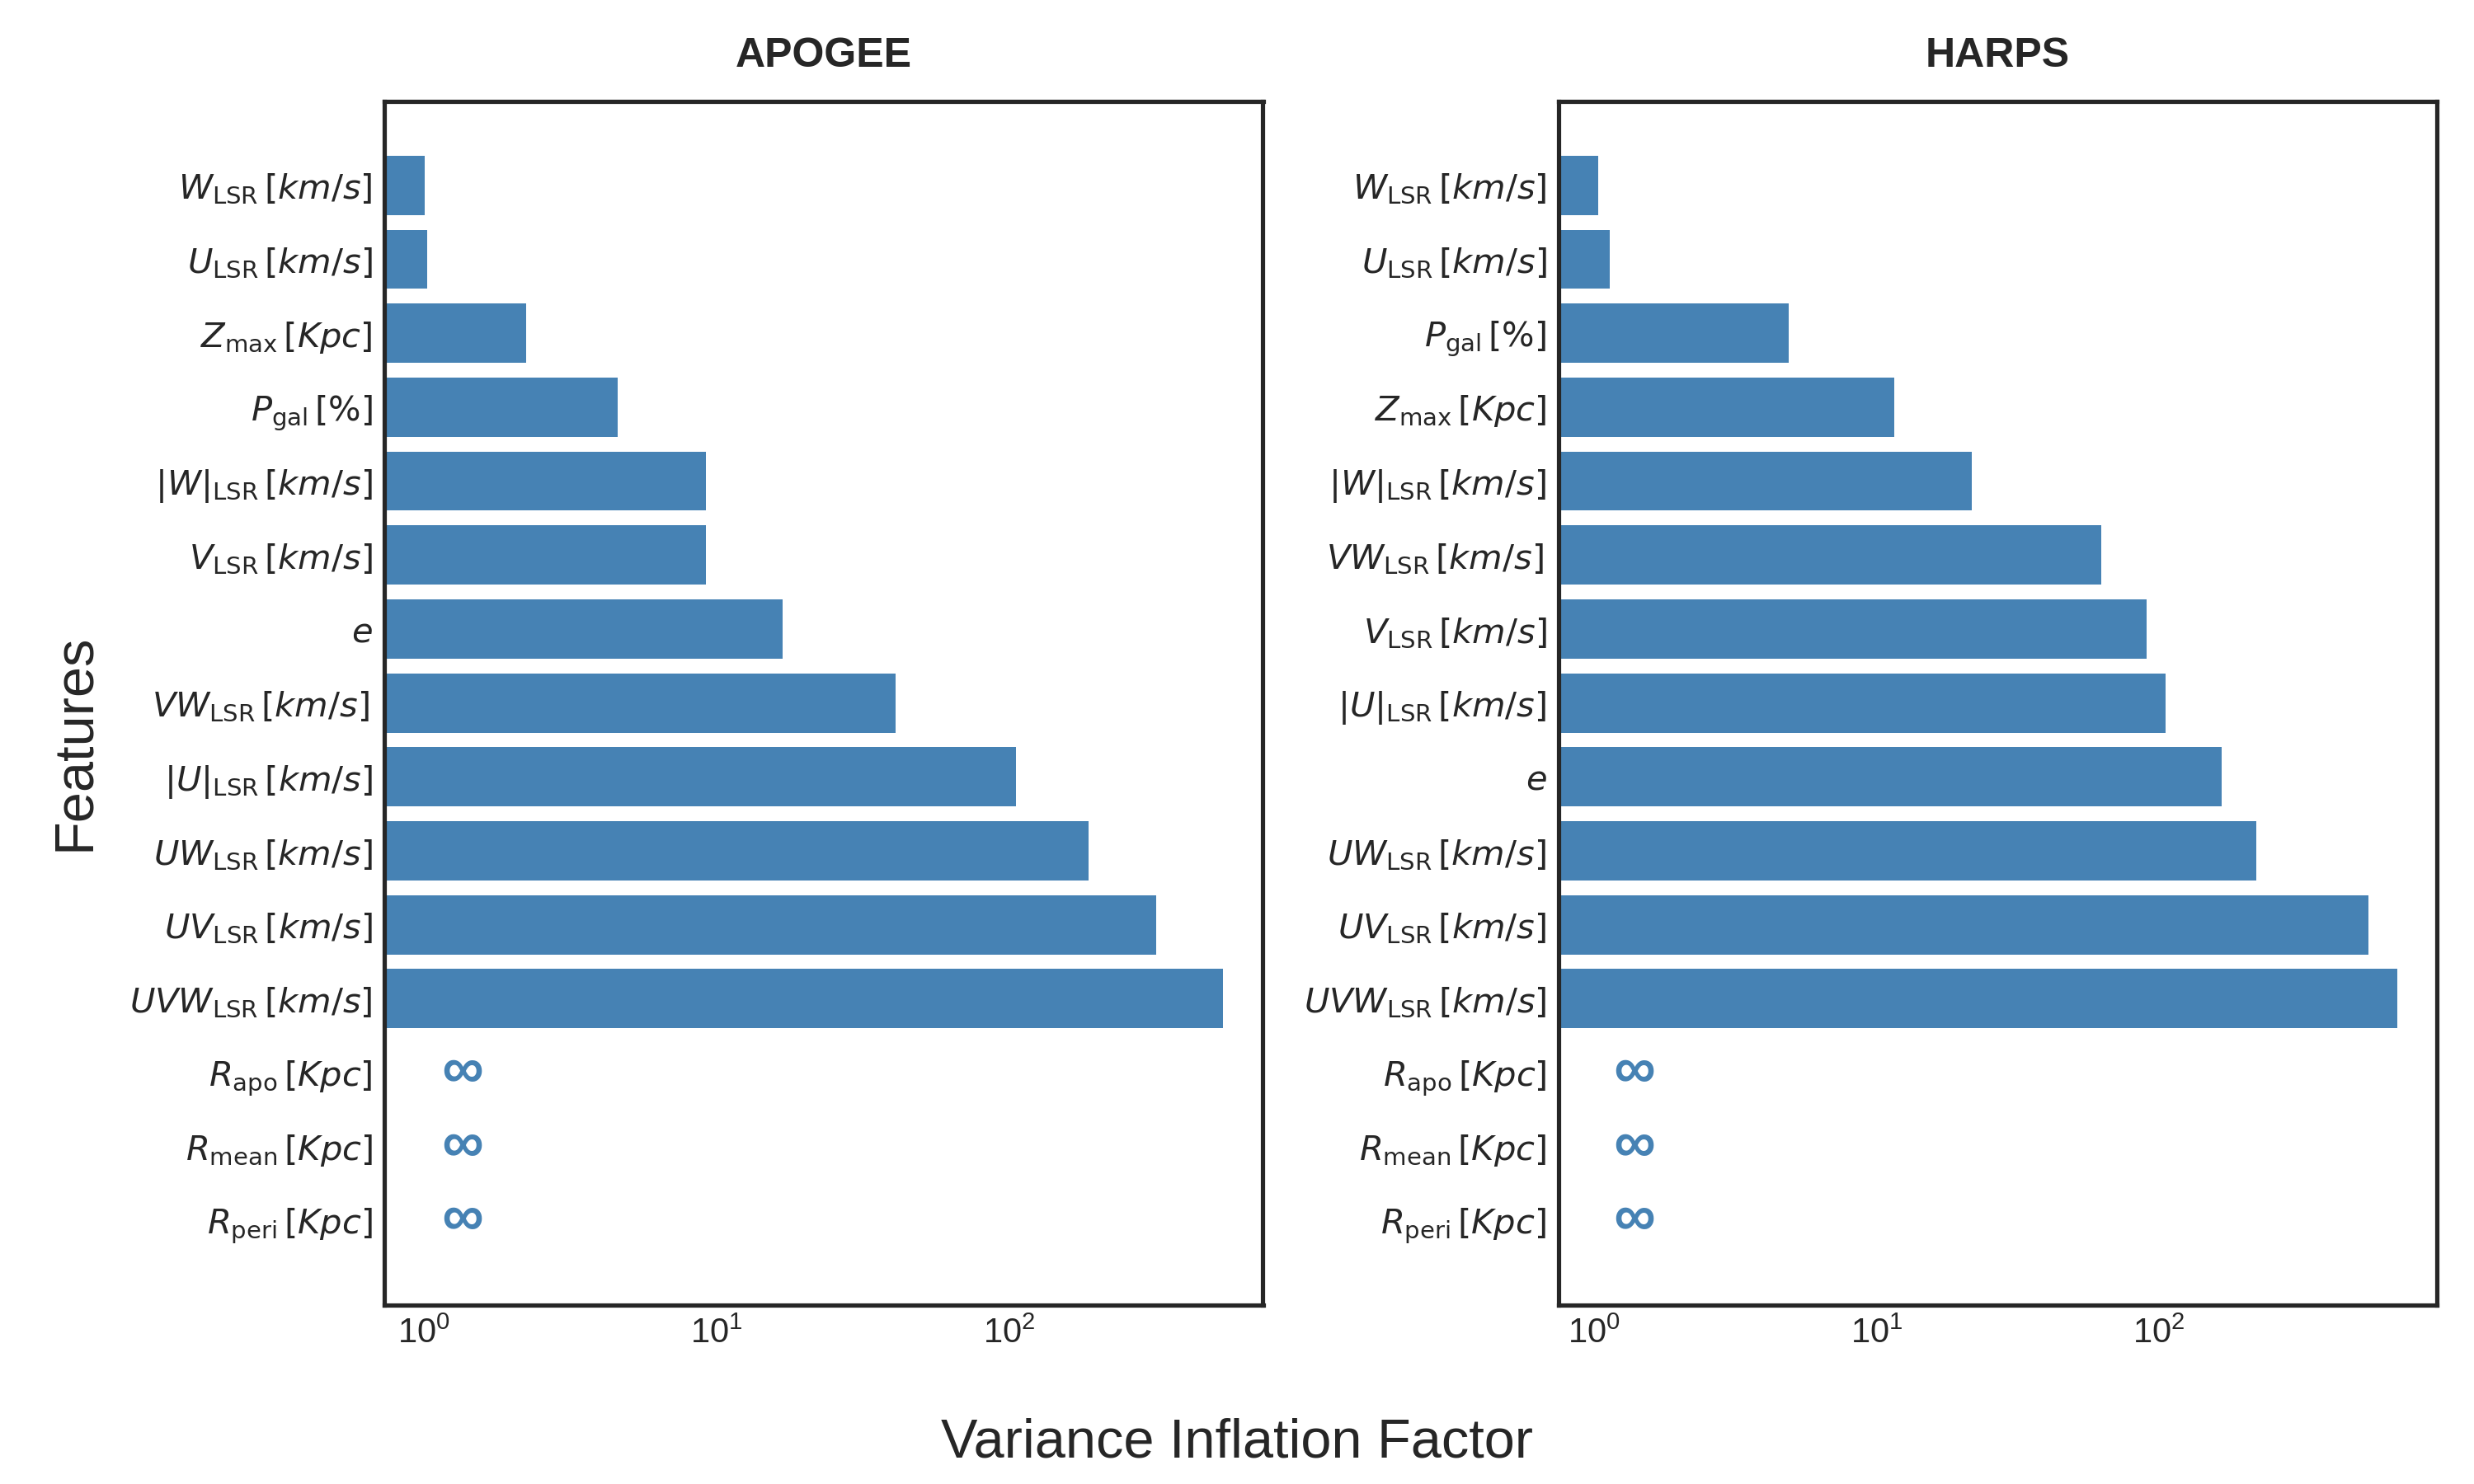 APOGEE
HARPS
Features
W_LSR [km/s]
U_LSR [km/s]
Z_max [Kpc]
P_gal [%]
|W|_LSR [km/s]
V_LSR [km/s]
e
VW_LSR [km/s]
|U|_LSR [km/s]
UW_LSR [km/s]
UV_LSR [km/s]
UVW_LSR [km/s]
R_apo [Kpc] ∞
R_mean [Kpc] ∞
R_peri [Kpc] ∞
10^0 10^1 10^2
W_LSR [km/s]
U_LSR [km/s]
P_gal [%]
Z_max [Kpc]
|W|_LSR [km/s]
VW_LSR [km/s]
V_LSR [km/s]
|U|_LSR [km/s]
e
UW_LSR [km/s]
UV_LSR [km/s]
UVW_LSR [km/s]
R_apo [Kpc] ∞
R_mean [Kpc] ∞
R_peri [Kpc] ∞
10^0 10^1 10^2
Variance Inflation Factor